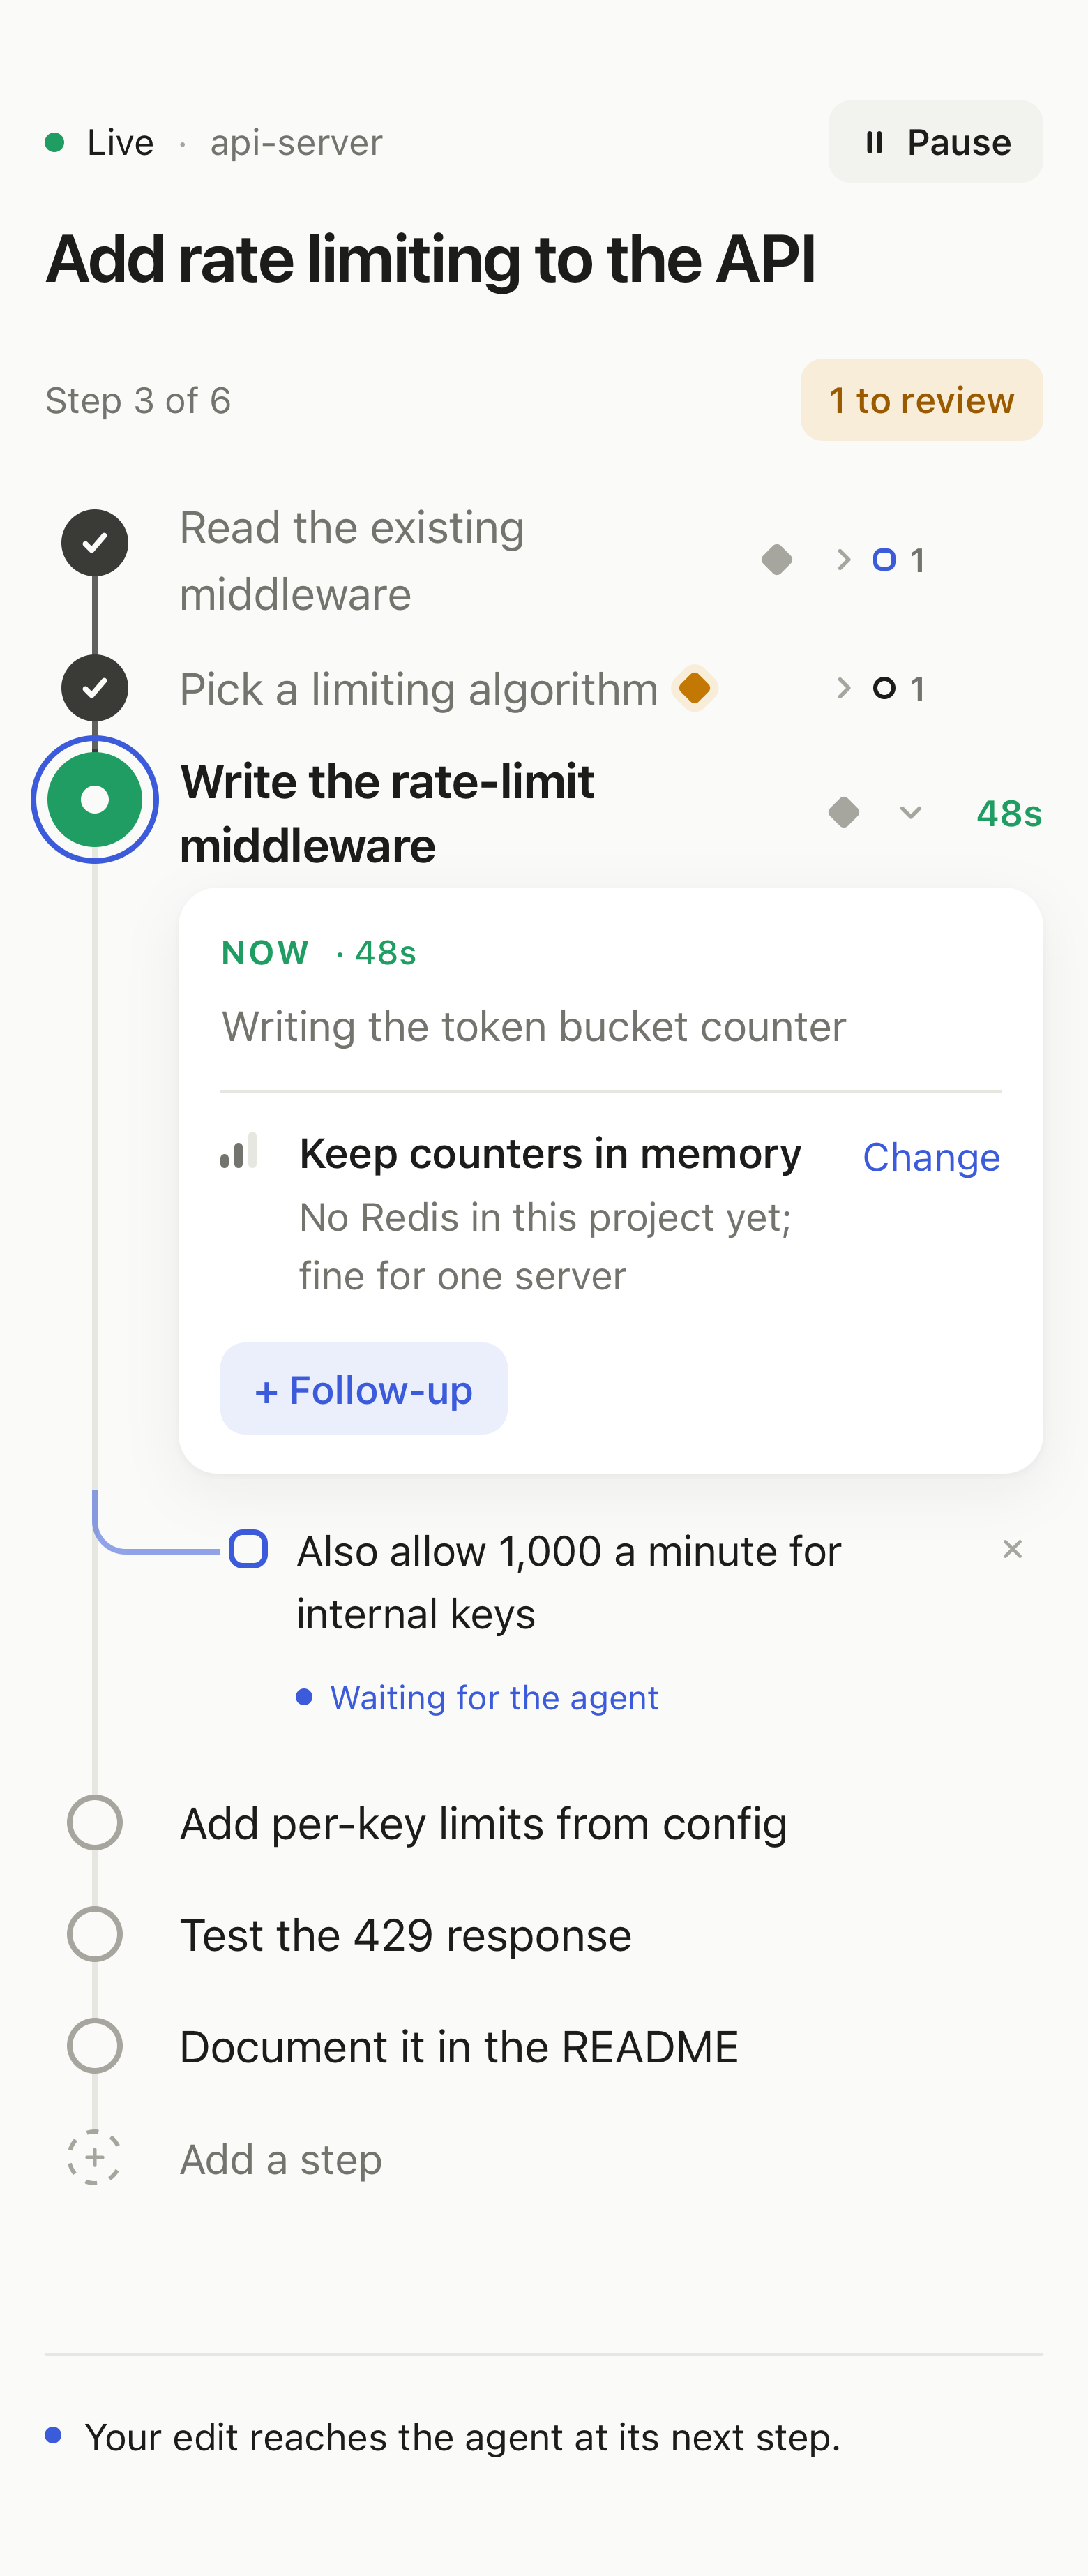 Live · api-server
Pause
Add rate limiting to the API
Step 3 of 6
1 to review
Read the existing
middleware
1
Pick a limiting algorithm
1
Write the rate-limit
middleware
48s
NOW · 48s
Writing the token bucket counter
Keep counters in memory
Change
No Redis in this project yet;
fine for one server
+ Follow-up
Also allow 1,000 a minute for
internal keys
Waiting for the agent
Add per-key limits from config
Test the 429 response
Document it in the README
Add a step
Your edit reaches the agent at its next step.